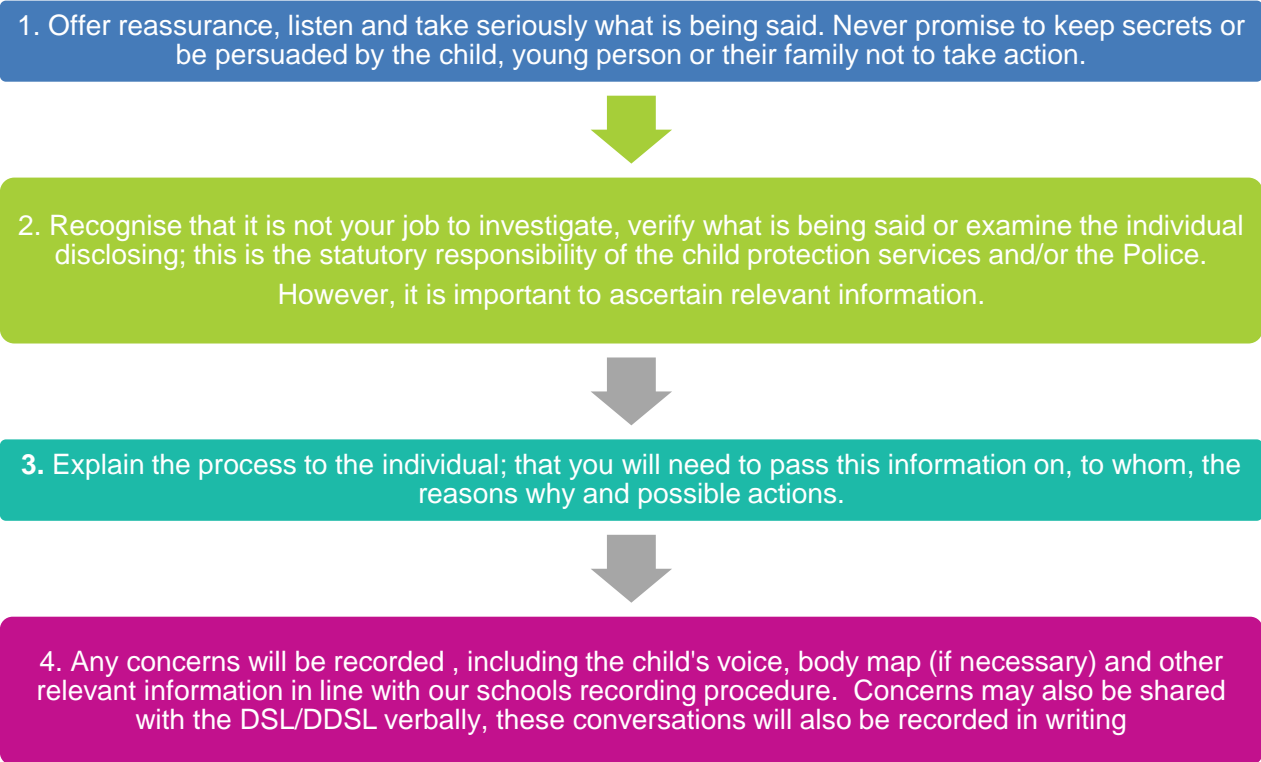 1. Offer reassurance, listen and take seriously what is being said. Never promise to keep secrets or
be persuaded by the child, young person or their family not to take action.
2. Recognise that it is not your job to investigate, verify what is being said or examine the individual
disclosing; this is the statutory responsibility of the child protection services and/or the Police.
However, it is important to ascertain relevant information.
3. Explain the process to the individual; that you will need to pass this information on, to whom, the
reasons why and possible actions.
4. Any concerns will be recorded , including the child's voice, body map (if necessary) and other
relevant information in line with our schools recording procedure.  Concerns may also be shared
with the DSL/DDSL verbally, these conversations will also be recorded in writing